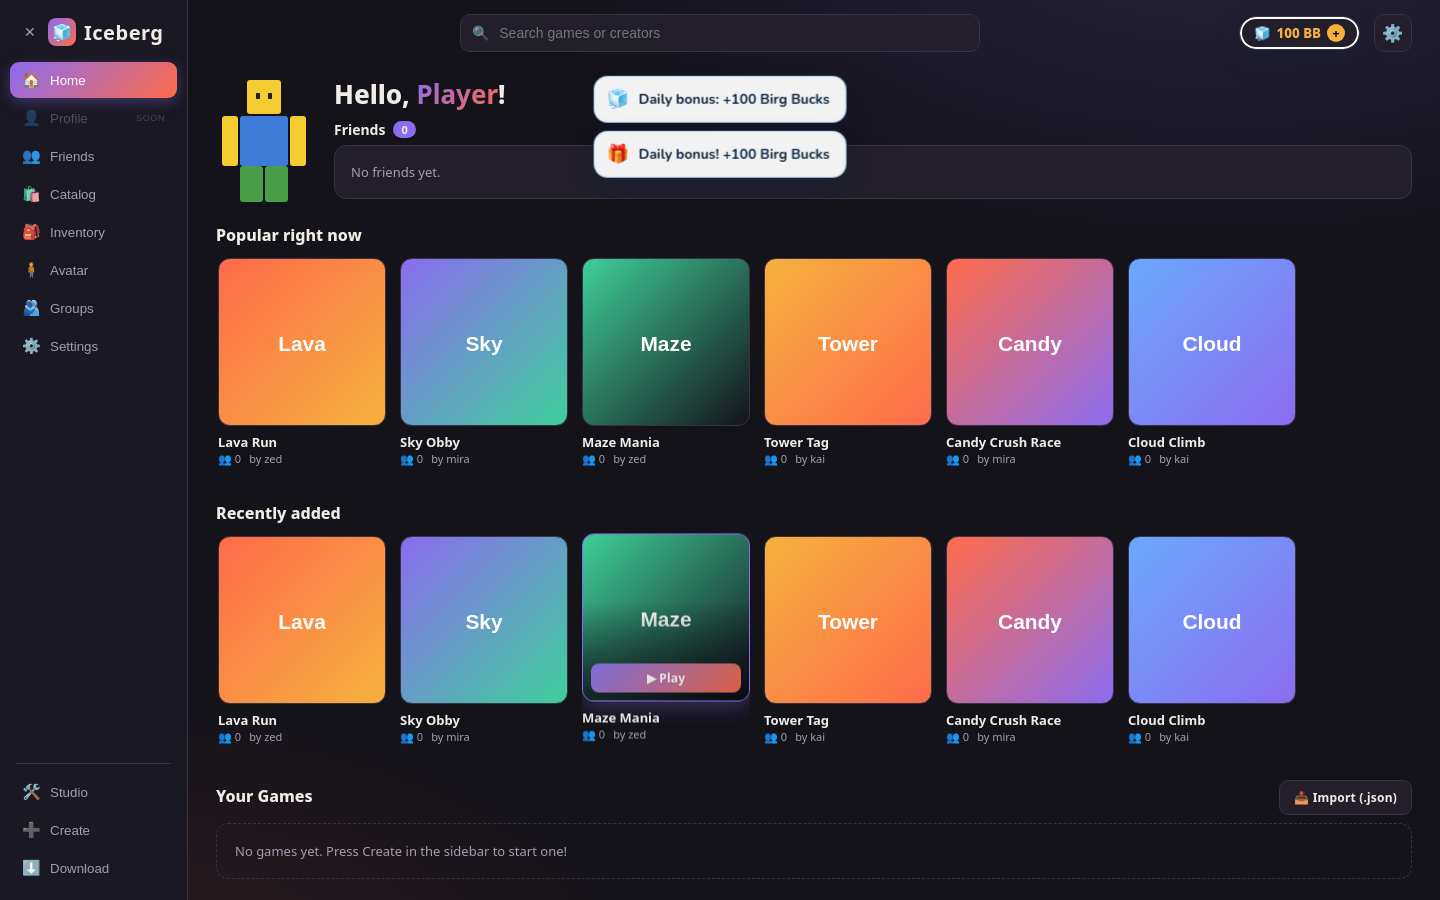 Iceberg
Search games or creators
100 BB
Home
Profile SOON
Friends
Catalog
Inventory
Avatar
Groups
Settings
Studio
Create
Download
Hello, Player!
Friends 0
No friends yet.
Daily bonus: +100 Birg Bucks
Daily bonus! +100 Birg Bucks
Popular right now
Lava
Sky
Maze
Tower
Candy
Cloud
Lava Run
0 by zed
Sky Obby
0 by mira
Maze Mania
0 by zed
Tower Tag
0 by kai
Candy Crush Race
0 by mira
Cloud Climb
0 by kai
Recently added
Lava
Sky
Maze
▶ Play
Tower
Candy
Cloud
Lava Run
0 by zed
Sky Obby
0 by mira
Maze Mania
0 by zed
Tower Tag
0 by kai
Candy Crush Race
0 by mira
Cloud Climb
0 by kai
Your Games
Import (.json)
No games yet. Press Create in the sidebar to start one!